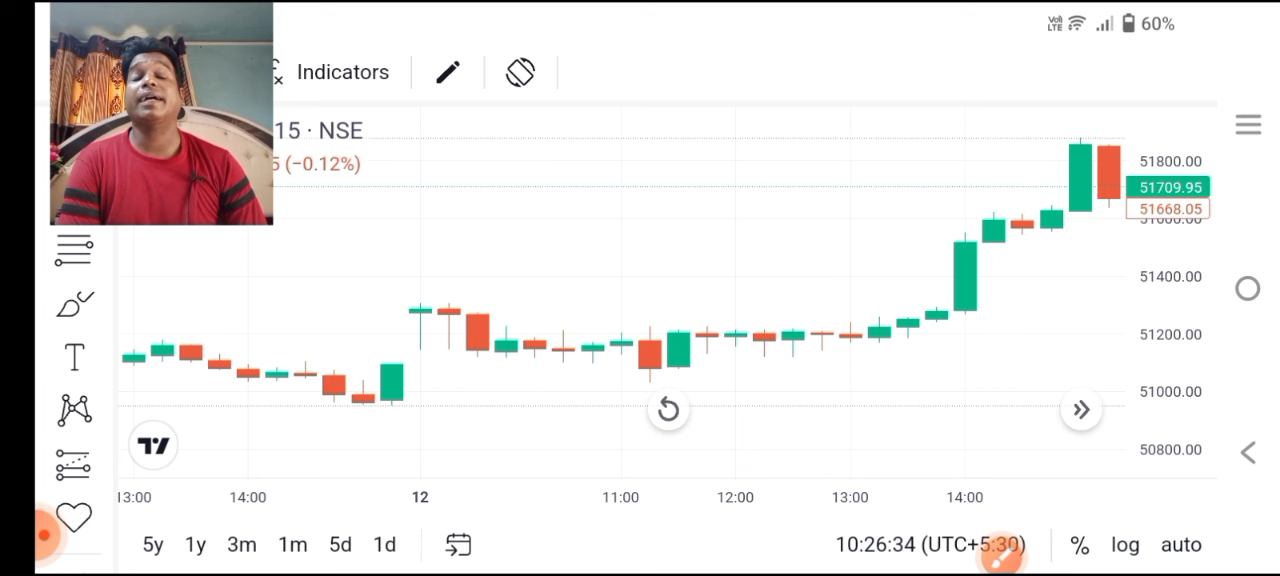 Vo)) LTE 60%
Indicators
15 · NSE
5 (−0.12%)
51800.00
51709.95
51668.05
51400.00
51200.00
51000.00
50800.00
13:00 14:00 12 11:00 12:00 13:00 14:00
5y 1y 3m 1m 5d 1d 10:26:34 (UTC+5:30) % log auto